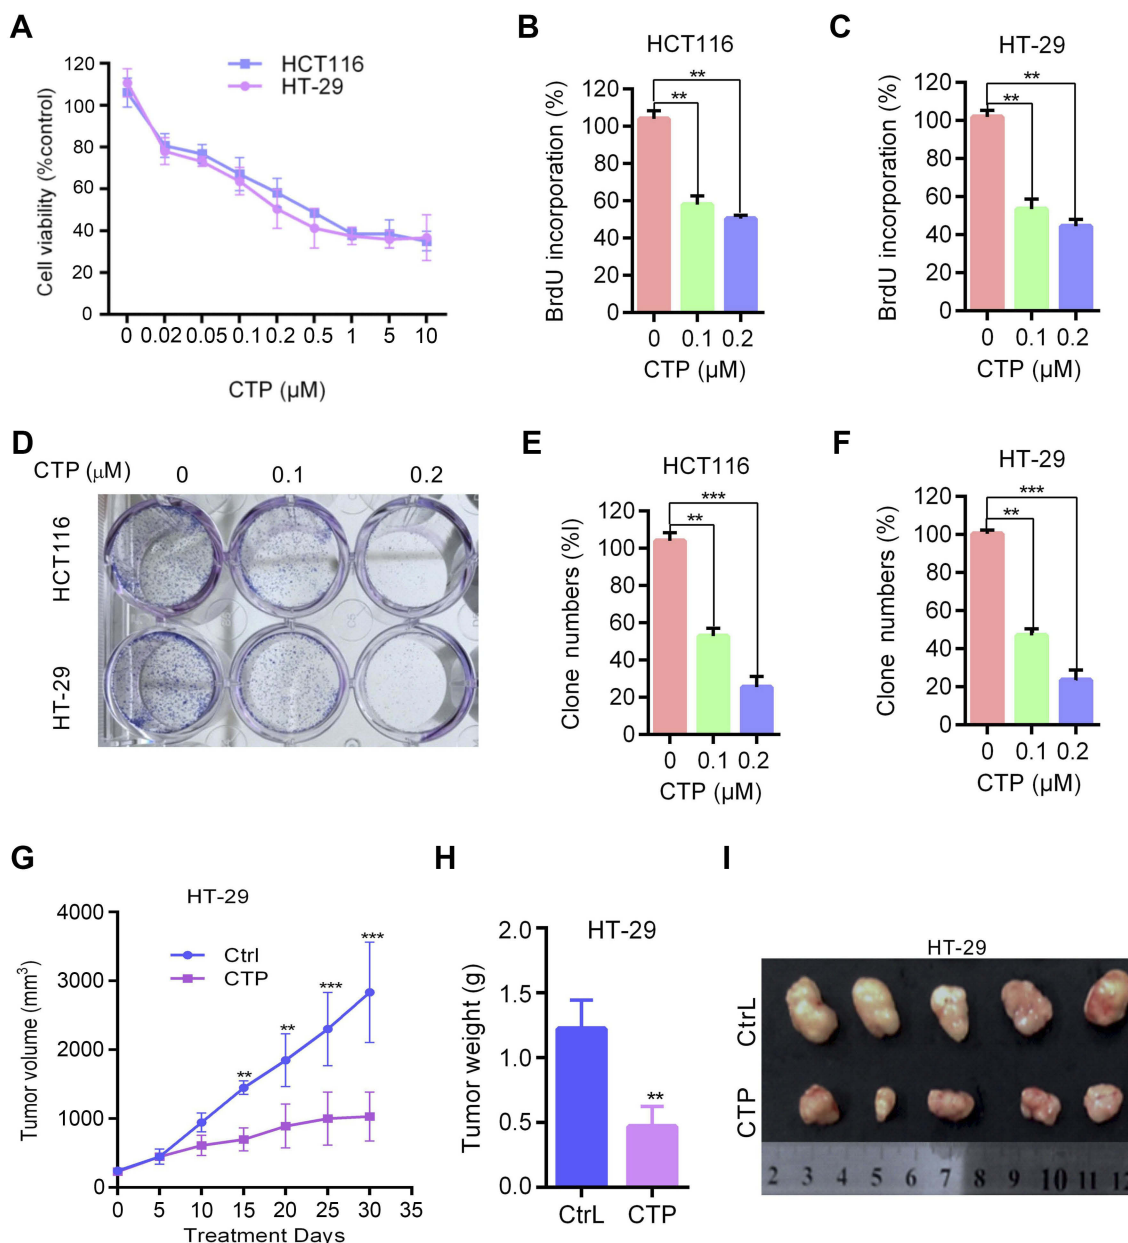 A
HCT116
HT-29
Cell viability (%control)
120
100
80
60
40
20
0
0 0.02 0.05 0.1 0.2 0.5 1 5 10
CTP (µM)
B
HCT116
BrdU incorporation (%)
120
100
80
60
40
20
0
**
**
0 0.1 0.2
CTP (µM)
C
HT-29
BrdU incorporation (%)
120
100
80
60
40
20
0
**
**
0 0.1 0.2
CTP (µM)
D
CTP (µM) 0 0.1 0.2
HCT116
HT-29
E
HCT116
Clone numbers (%l)
120
100
80
60
40
20
0
***
**
0 0.1 0.2
CTP (µM)
F
HT-29
Clone numbers (%)
120
100
80
60
40
20
0
***
**
0 0.1 0.2
CTP (µM)
G
HT-29
Ctrl
CTP
Tumor volume (mm³)
4000
3000
2000
1000
0
** ** *** ***
0 5 10 15 20 25 30 35
Treatment Days
H
HT-29
Tumor weight (g)
2.0
1.5
1.0
0.5
0.0
**
CtrL CTP
I
HT-29
CtrL
CTP
2 3 4 5 6 7 8 9 10 11 12